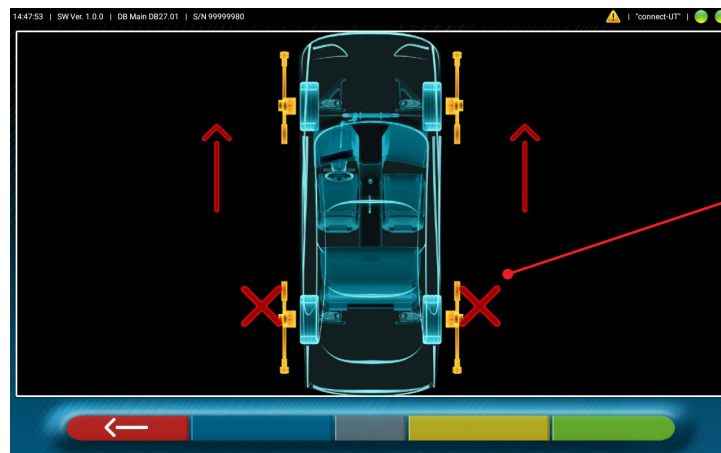 14:47:53 | SW Ver. 1.0.0 | DB Main DB27.01 | S/N 99999980
| "connect-UT" |